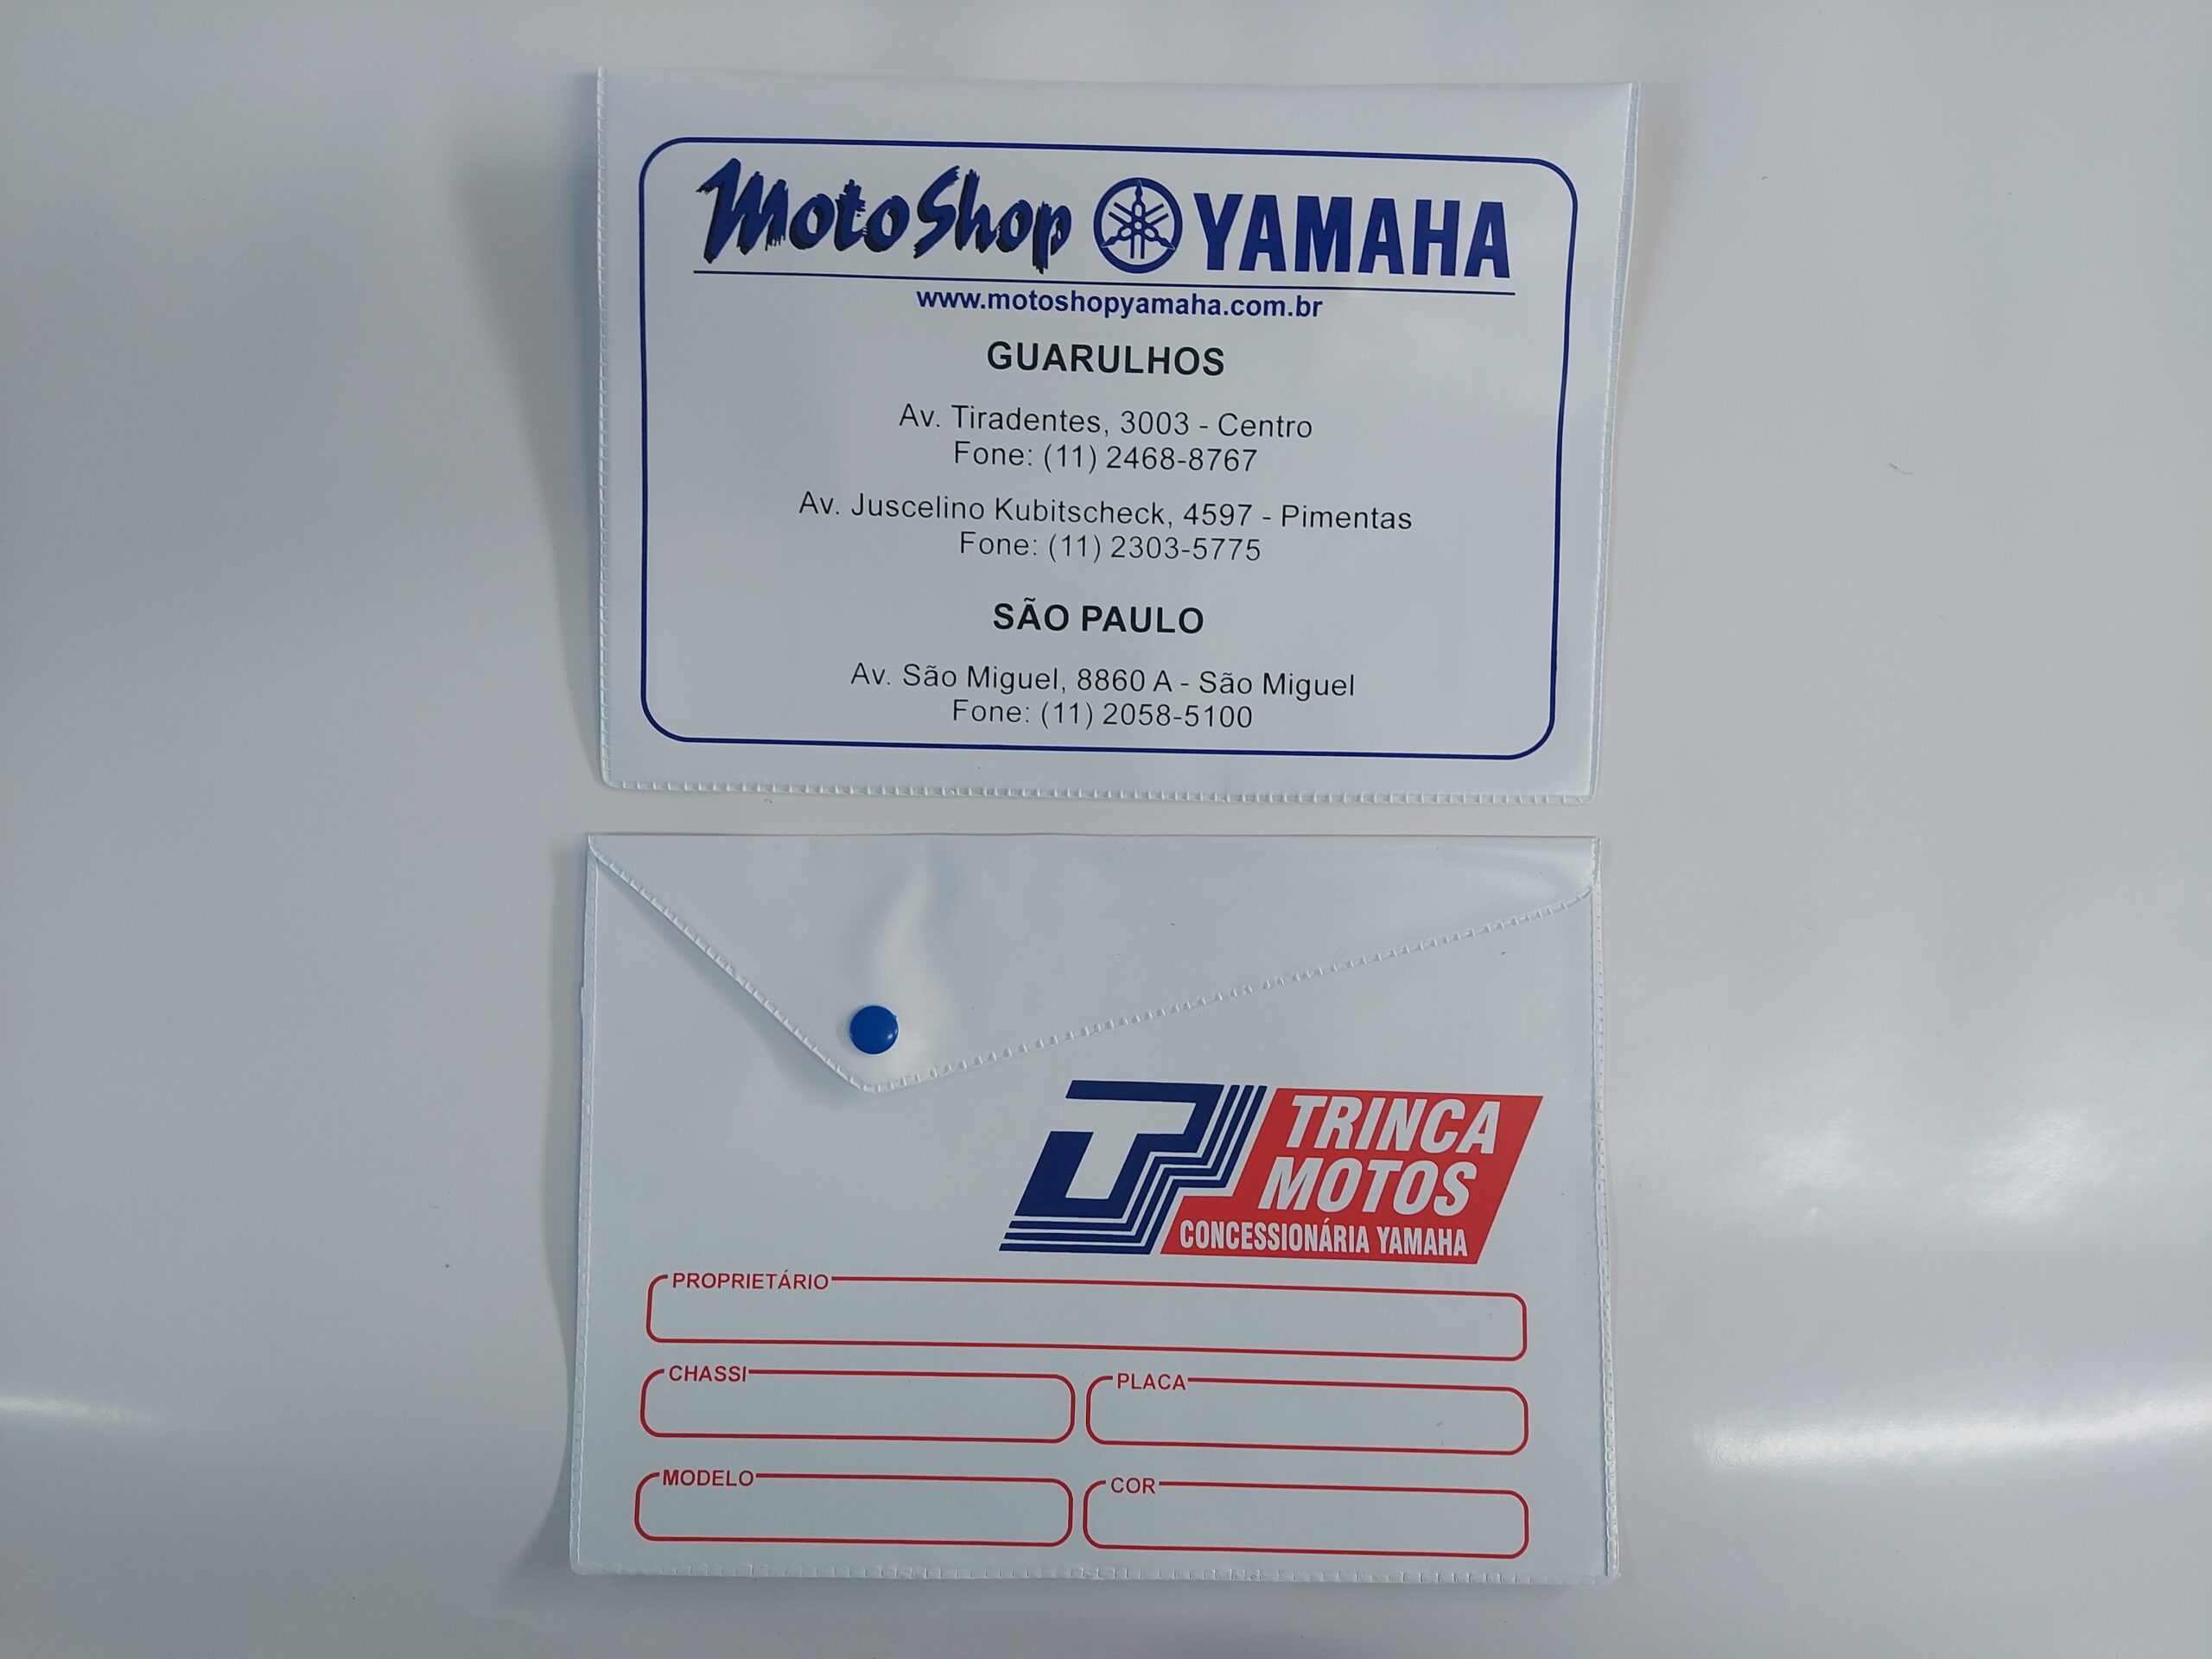 MotoShop YAMAHA
www.motoshopyamaha.com.br
GUARULHOS
Av. Tiradentes, 3003 - Centro
Fone: (11) 2468-8767
Av. Juscelino Kubitscheck, 4597 - Pimentas
Fone: (11) 2303-5775
SÃO PAULO
Av. São Miguel, 8860 A - São Miguel
Fone: (11) 2058-5100
T TRINCA
MOTOS
CONCESSIONÁRIA YAMAHA
PROPRIETÁRIO
CHASSI PLACA
MODELO COR